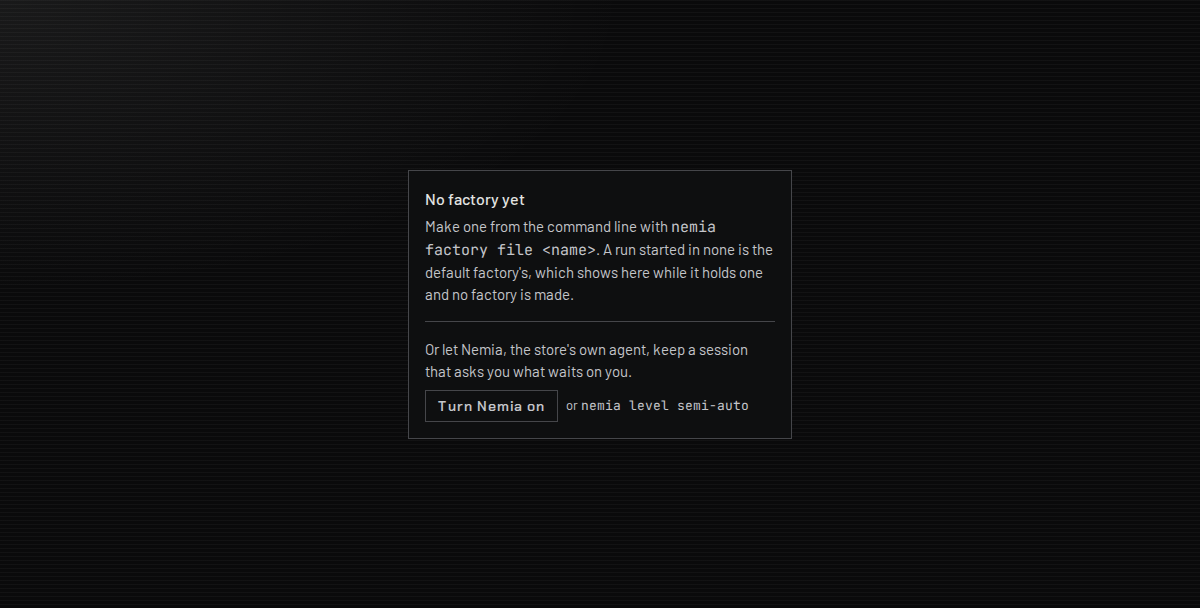 No factory yet
Make one from the command line with nemia
factory file <name>. A run started in none is the
default factory's, which shows here while it holds one
and no factory is made.
Or let Nemia, the store's own agent, keep a session
that asks you what waits on you.
Turn Nemia on or nemia level semi-auto